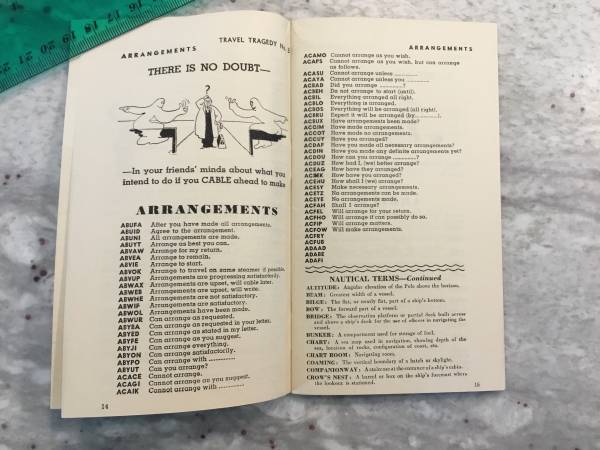 ARRANGEMENTS
TRAVEL TRAGEDY No. 5
THERE IS NO DOUBT—
?
—In your friends' minds about what you
intend to do if you CABLE ahead to make
ARRANGEMENTS
ABUFA After you have made all arrangements.
ABUID Agree to the arrangement.
ABUNI All arrangements are made.
ABUYT Arrange as best you can.
ABVAW Arrange for my return.
ABVEA Arrange to remain.
ABVIE Arrange to start.
ABVOK Arrange to travel on same steamer if possible.
ABVUP Arrangements are progressing satisfactorily.
ABWAX Arrangements are upset, will cable later.
ABWEB Arrangements are upset, will write.
ABWHE Arrangements are not satisfactory.
ABWIF Arrangements are satisfactory.
ABWOL Arrangements have been made.
ABWUR Can arrange as requested.
ABYEA Can arrange as requested in your letter.
ABYED Can arrange as stated in my letter.
ABYFE Can arrange as you suggest.
ABYJI Can arrange everything.
ABYON Can arrange satisfactorily.
ABYPO Can arrange with ............
ABYUT Can you arrange?
ACACE Cannot arrange.
ACAGI Cannot arrange as you suggest.
ACAIK Cannot arrange with ............
14
ARRANGEMENTS
ACAMO Cannot arrange as you wish.
ACAPS Cannot arrange as you wish, but can arrange
as follows.
ACASU Cannot arrange unless ............
ACAYA Cannot arrange unless you ............
ACBAD Did you arrange ............?
ACBEH Do not arrange to start (until).
ACBIL Everything arranged all right.
ACBLO Everything is arranged.
ACBOS Everything will be arranged (all right).
ACBRU Expect it will be arranged (by............).
ACBUX Have arrangements been made?
ACCIM Have made arrangements.
ACCOT Have made no arrangements.
ACCUY Have you arranged?
ACDAF Have you made all necessary arrangements?
ACDIN Have you made any definite arrangements yet?
ACDOU How can you arrange ............?
ACDUZ How had I, (we) better arrange?
ACEAG How have they arranged?
ACIMK How have you arranged?
ACEHU How shall I (we) arrange?
ACESY Make necessary arrangements.
ACETZ No arrangements can be made.
ACEYE No arrangements made.
ACFAH Shall I arrange?
ACFEL Will arrange for your return.
ACFHO Will arrange if can possibly do so.
ACFIP Will arrange matters.
ACFOW Will make arrangements.
ACFRY
ACFUB
ADAAD
ADABE
ADAFI
NAUTICAL TERMS—Continued
ALTITUDE: Angular elevation of the Pole above the horizon.
BEAM: Greatest width of a vessel.
BILGE: The flat, or nearly flat, part of a ship's bottom.
BOW: The forward part of a vessel.
BRIDGE: The observation platform or partial deck built across
and above a ship's deck for the use of officers in navigating the
vessel.
BUNKER: A compartment used for storage of fuel.
CHART: A sea map used in navigation, showing depth of the
sea, location of rocks, configuration of coast, etc.
CHART ROOM: Navigating room.
COAMING: The vertical boundary of a hatch or skylight.
COMPANIONWAY: A staircase at the entrance of a ship's cabin.
CROW'S NEST: A barrel or box on the ship's foremast where
the lookout is stationed.
15
21 20 19 18